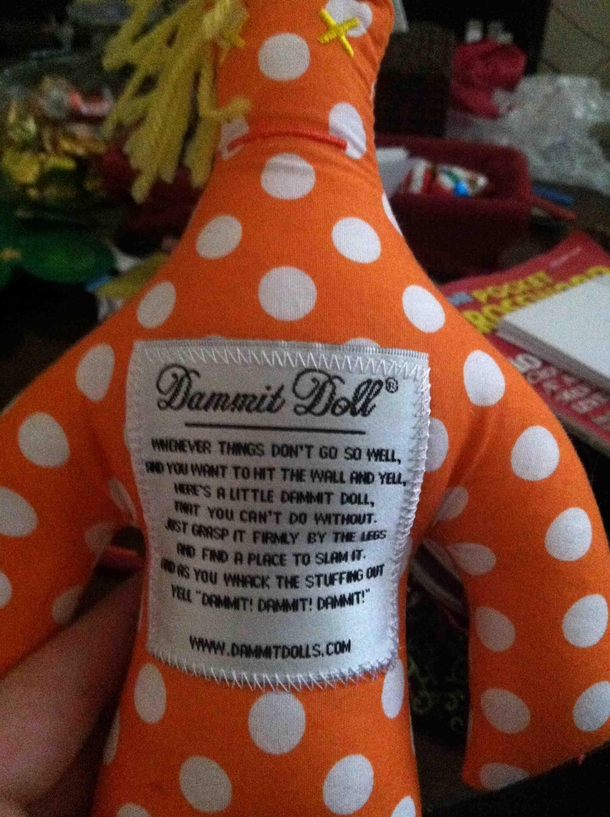 Dammit Doll®
WHENEVER THINGS DON'T GO SO WELL,
AND YOU WANT TO HIT THE WALL AND YELL,
HERE'S A LITTLE DAMMIT DOLL,
THAT YOU CAN'T DO WITHOUT.
JUST GRASP IT FIRMLY BY THE LEGS
AND FIND A PLACE TO SLAM IT.
AND AS YOU WHACK THE STUFFING OUT
YELL "DAMMIT! DAMMIT! DAMMIT!"
WWW.DAMMITDOLLS.COM
POCKET